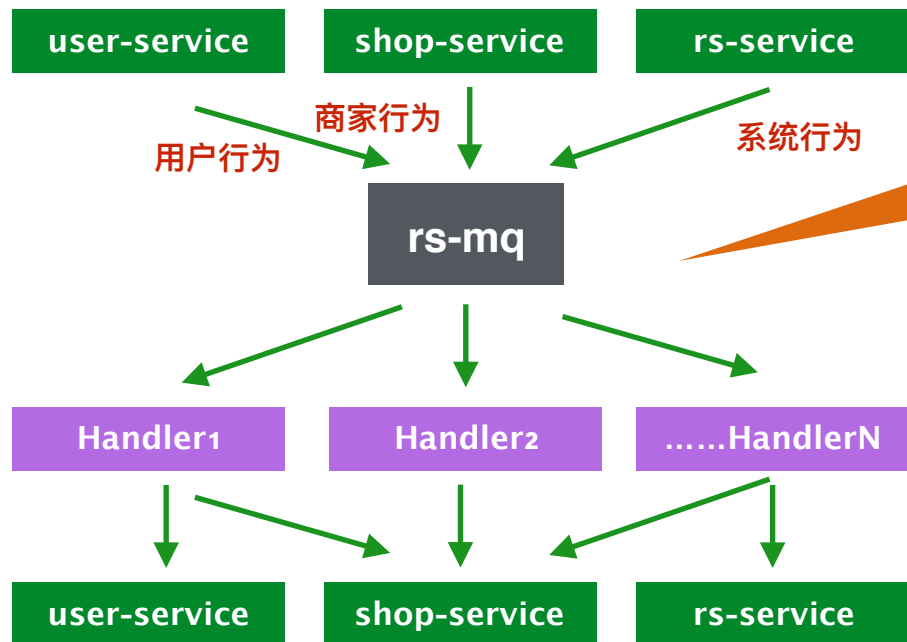 user-service
shop-service
rs-service
商家行为
用户行为
系统行为
rs-mq
Handler1
Handler2
……HandlerN
user-service
shop-service
rs-service